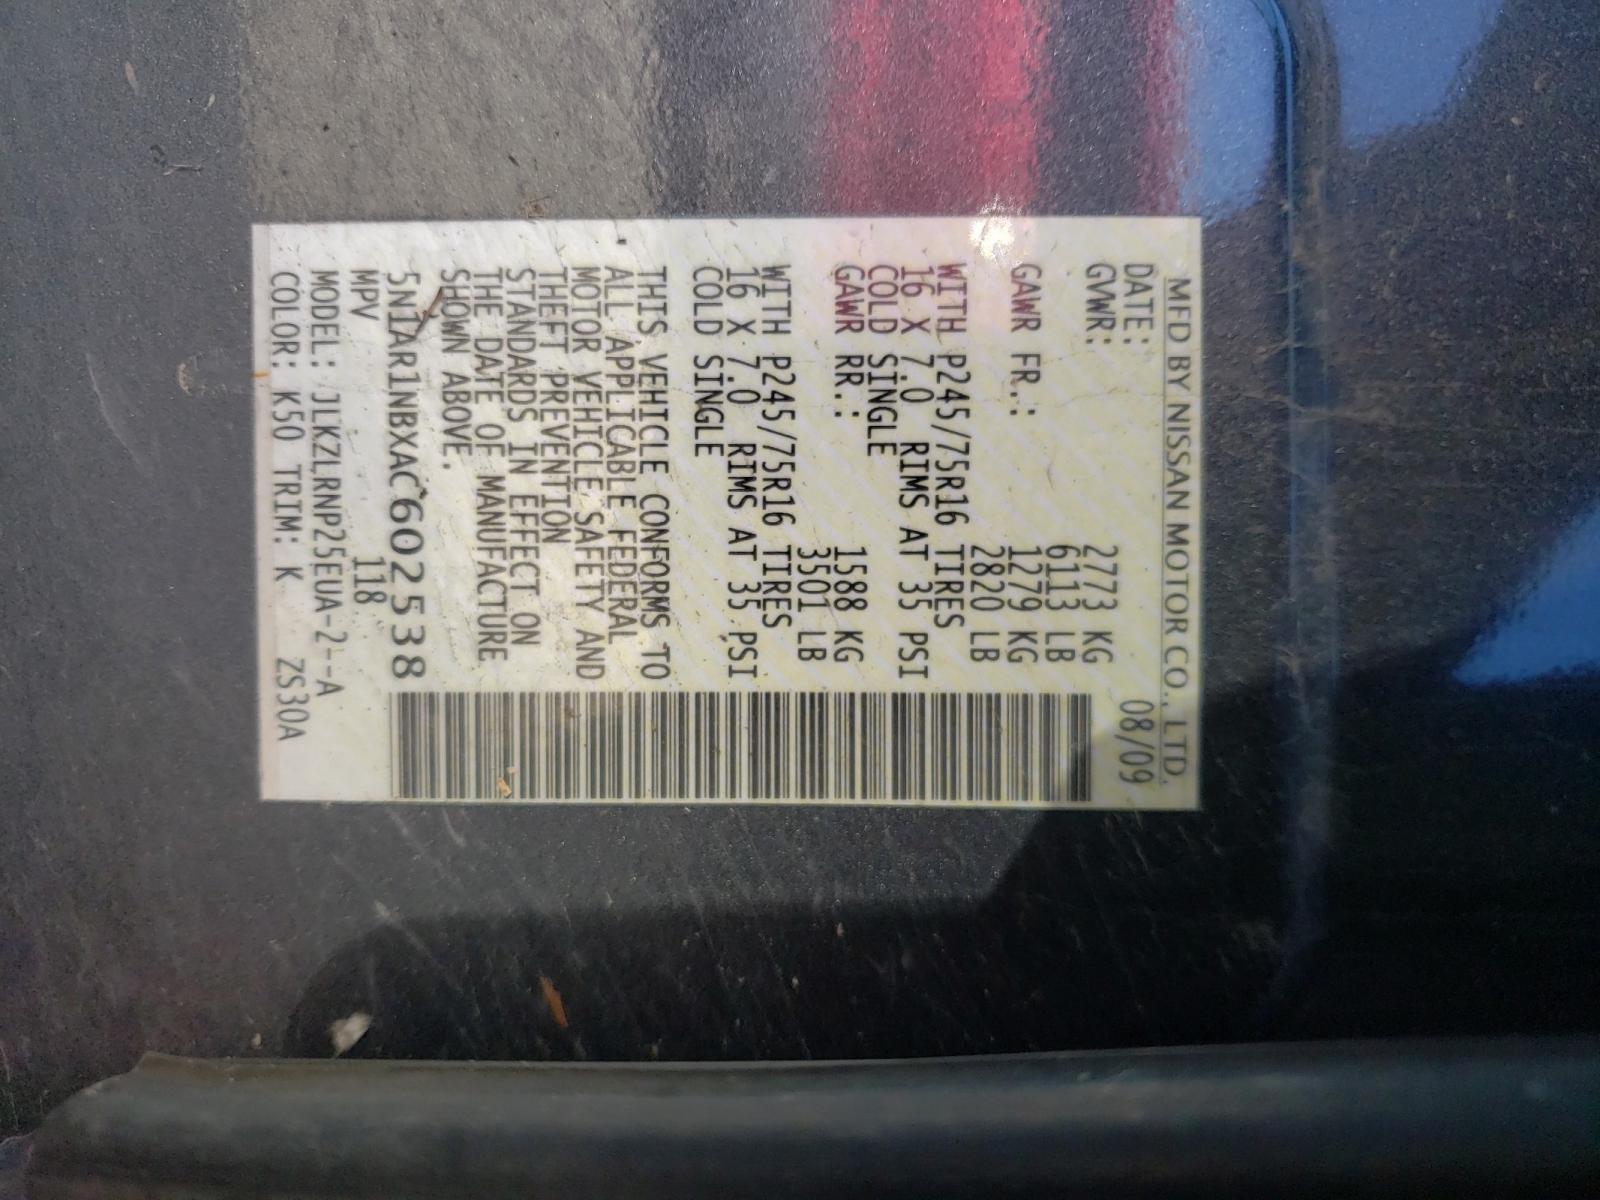 MFD BY NISSAN MOTOR CO., LTD.
DATE: 08/09
GVWR: 2773 KG
6113 LB
GAWR FR.: 1279 KG
2820 LB
WITH P245/75R16 TIRES
16 X 7.0 RIMS AT 35 PSI
COLD SINGLE
GAWR RR.: 1588 KG
3501 LB
WITH P245/75R16 TIRES
16 X 7.0 RIMS AT 35 PSI
COLD SINGLE
THIS VEHICLE CONFORMS TO
ALL APPLICABLE FEDERAL
MOTOR VEHICLE SAFETY AND
THEFT PREVENTION
STANDARDS IN EFFECT ON
THE DATE OF MANUFACTURE
SHOWN ABOVE.
5N1AR1NBXAC602538
MPV 118
MODEL: JLKZLRNP25EUA-2--A
COLOR: K50 TRIM: K ZS30A